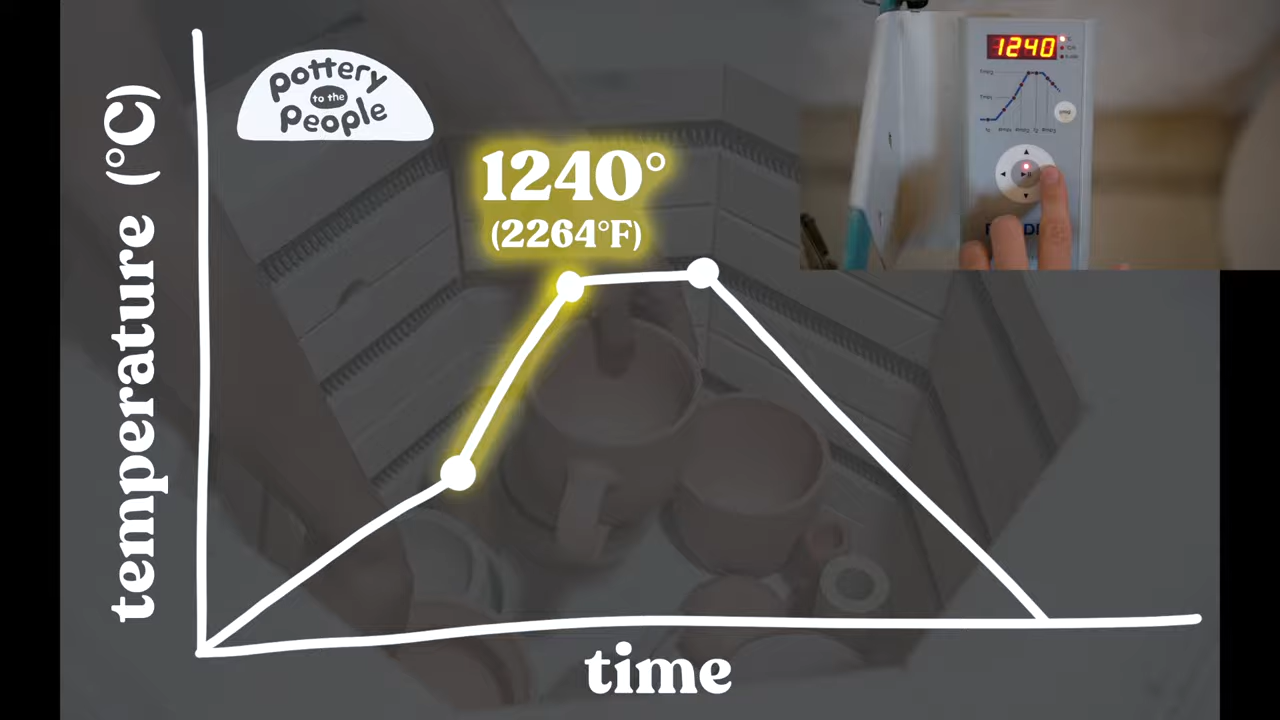 pottery
to the
People
1240
1240°
(2264°F)
temperature (°C)
time